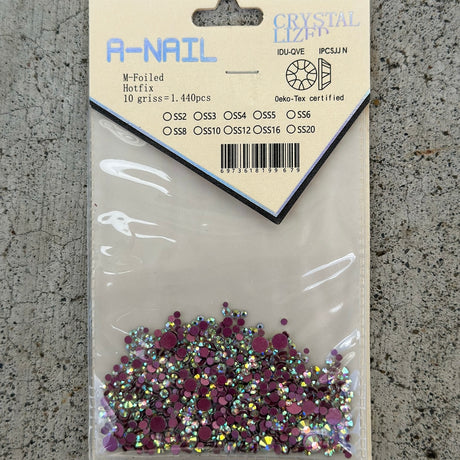 A-NAIL
CRYSTAL
LIZED
IDU-QVE IPCSJJ N
M-Foiled
Hotfix
10 griss=1.440pcs
Oeko-Tex certified
SS2 SS3 SS4 SS5 SS6
SS8 SS10 SS12 SS16 SS20
6973618199679